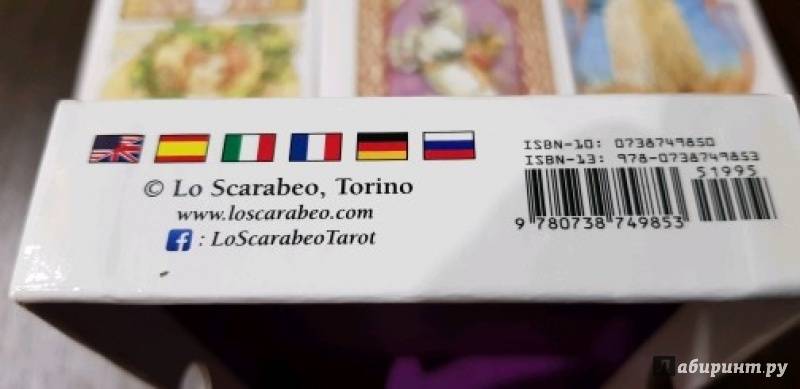 ISBN-10: 0738749850
ISBN-13: 978-0738749853
51995
9 780738 749853
© Lo Scarabeo, Torino
www.loscarabeo.com
f : LoScarabeoTarot
Лабиринт.ру